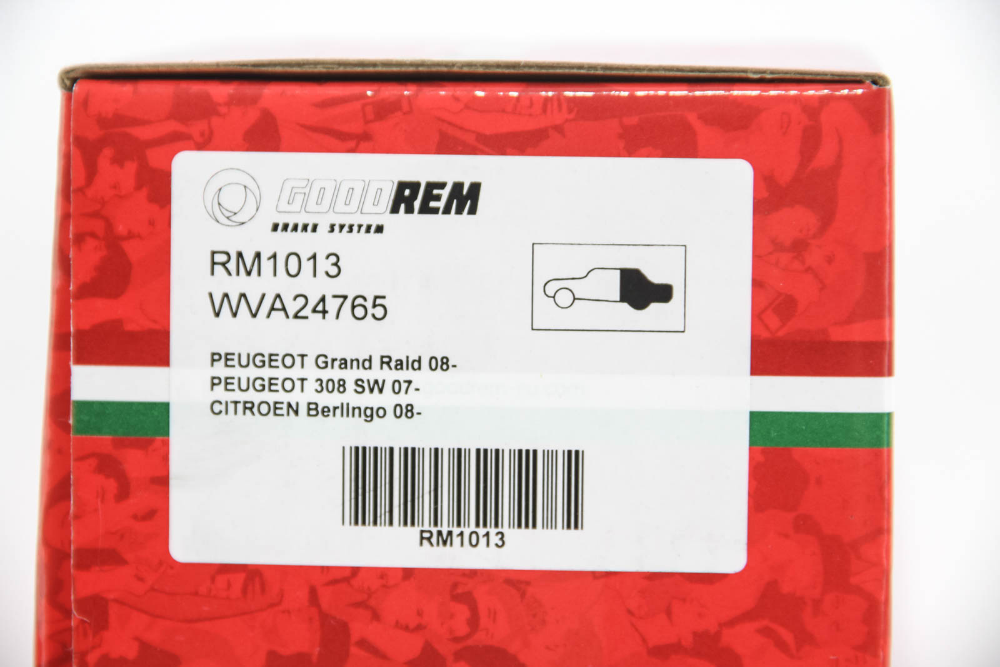 GOODREM
BRAKE SYSTEM
RM1013
WVA24765
PEUGEOT Grand Raid 08-
PEUGEOT 308 SW 07-
CITROEN Berlingo 08-
RM1013